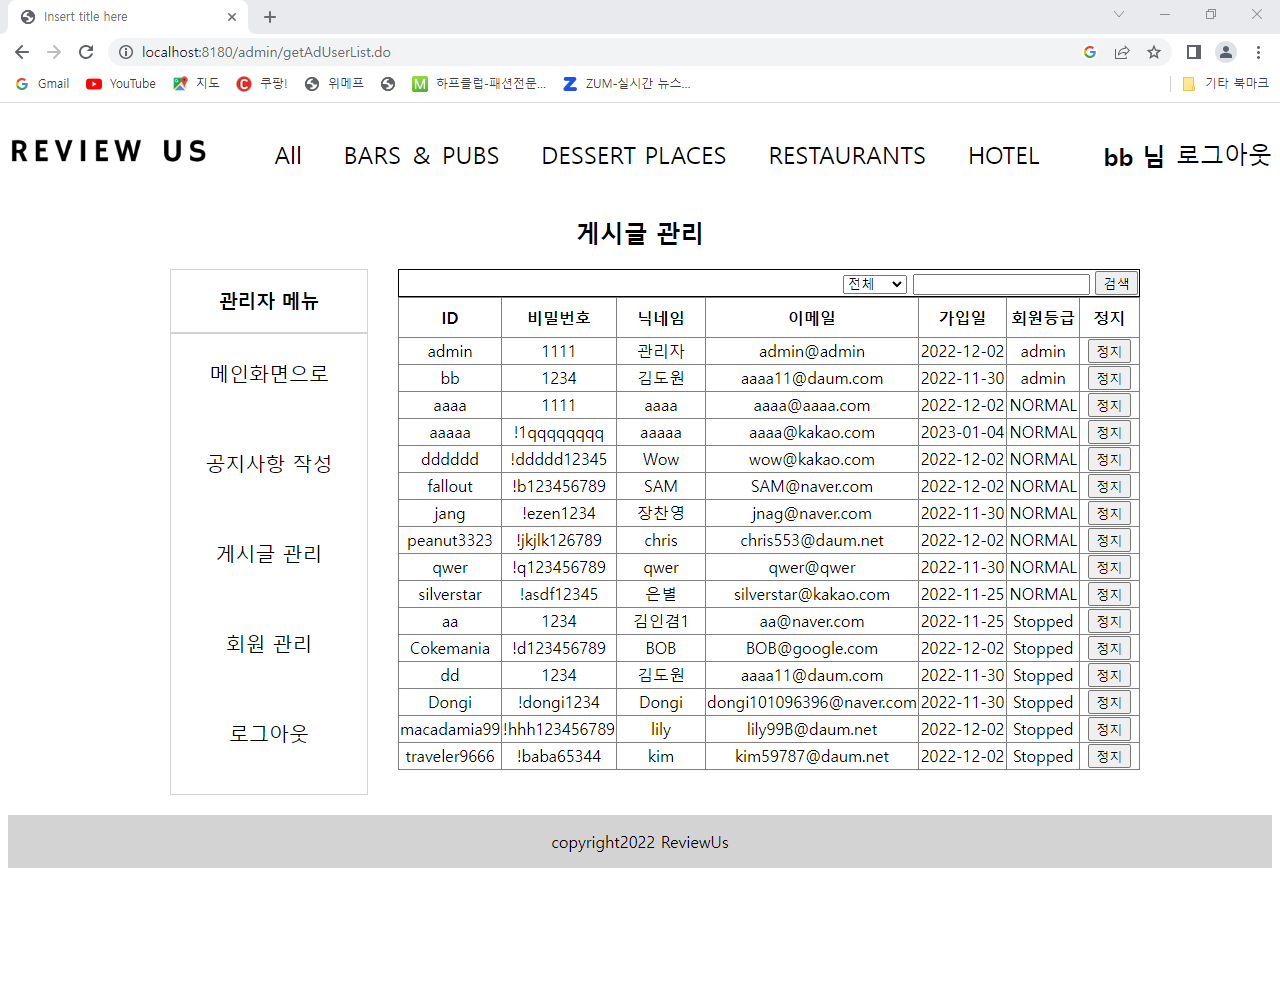 Insert title here
localhost:8180/admin/getAdUserList.do
Gmail YouTube 지도 쿠팡! 위메프 하프클럽-패션전문... ZUM-실시간 뉴스... 기타 북마크
REVIEW US All BARS & PUBS DESSERT PLACES RESTAURANTS HOTEL bb 님 로그아웃
게시글 관리
관리자 메뉴
메인화면으로
공지사항 작성
게시글 관리
회원 관리
로그아웃
전체 검색
ID 비밀번호 닉네임 이메일 가입일 회원등급 정지
admin 1111 관리자 admin@admin 2022-12-02 admin 정지
bb 1234 김도원 aaaa11@daum.com 2022-11-30 admin 정지
aaaa 1111 aaaa aaaa@aaaa.com 2022-12-02 NORMAL 정지
aaaaa !1qqqqqqqq aaaaa aaaa@kakao.com 2023-01-04 NORMAL 정지
dddddd !ddddd12345 Wow wow@kakao.com 2022-12-02 NORMAL 정지
fallout !b123456789 SAM SAM@naver.com 2022-12-02 NORMAL 정지
jang !ezen1234 장찬영 jnag@naver.com 2022-11-30 NORMAL 정지
peanut3323 !jkjlk126789 chris chris553@daum.net 2022-12-02 NORMAL 정지
qwer !q123456789 qwer qwer@qwer 2022-11-30 NORMAL 정지
silverstar !asdf12345 은별 silverstar@kakao.com 2022-11-25 NORMAL 정지
aa 1234 김인겸1 aa@naver.com 2022-11-25 Stopped 정지
Cokemania !d123456789 BOB BOB@google.com 2022-12-02 Stopped 정지
dd 1234 김도원 aaaa11@daum.com 2022-11-30 Stopped 정지
Dongi !dongi1234 Dongi dongi101096396@naver.com 2022-11-30 Stopped 정지
macadamia99 !hhh123456789 lily lily99B@daum.net 2022-12-02 Stopped 정지
traveler9666 !baba65344 kim kim59787@daum.net 2022-12-02 Stopped 정지
copyright2022 ReviewUs